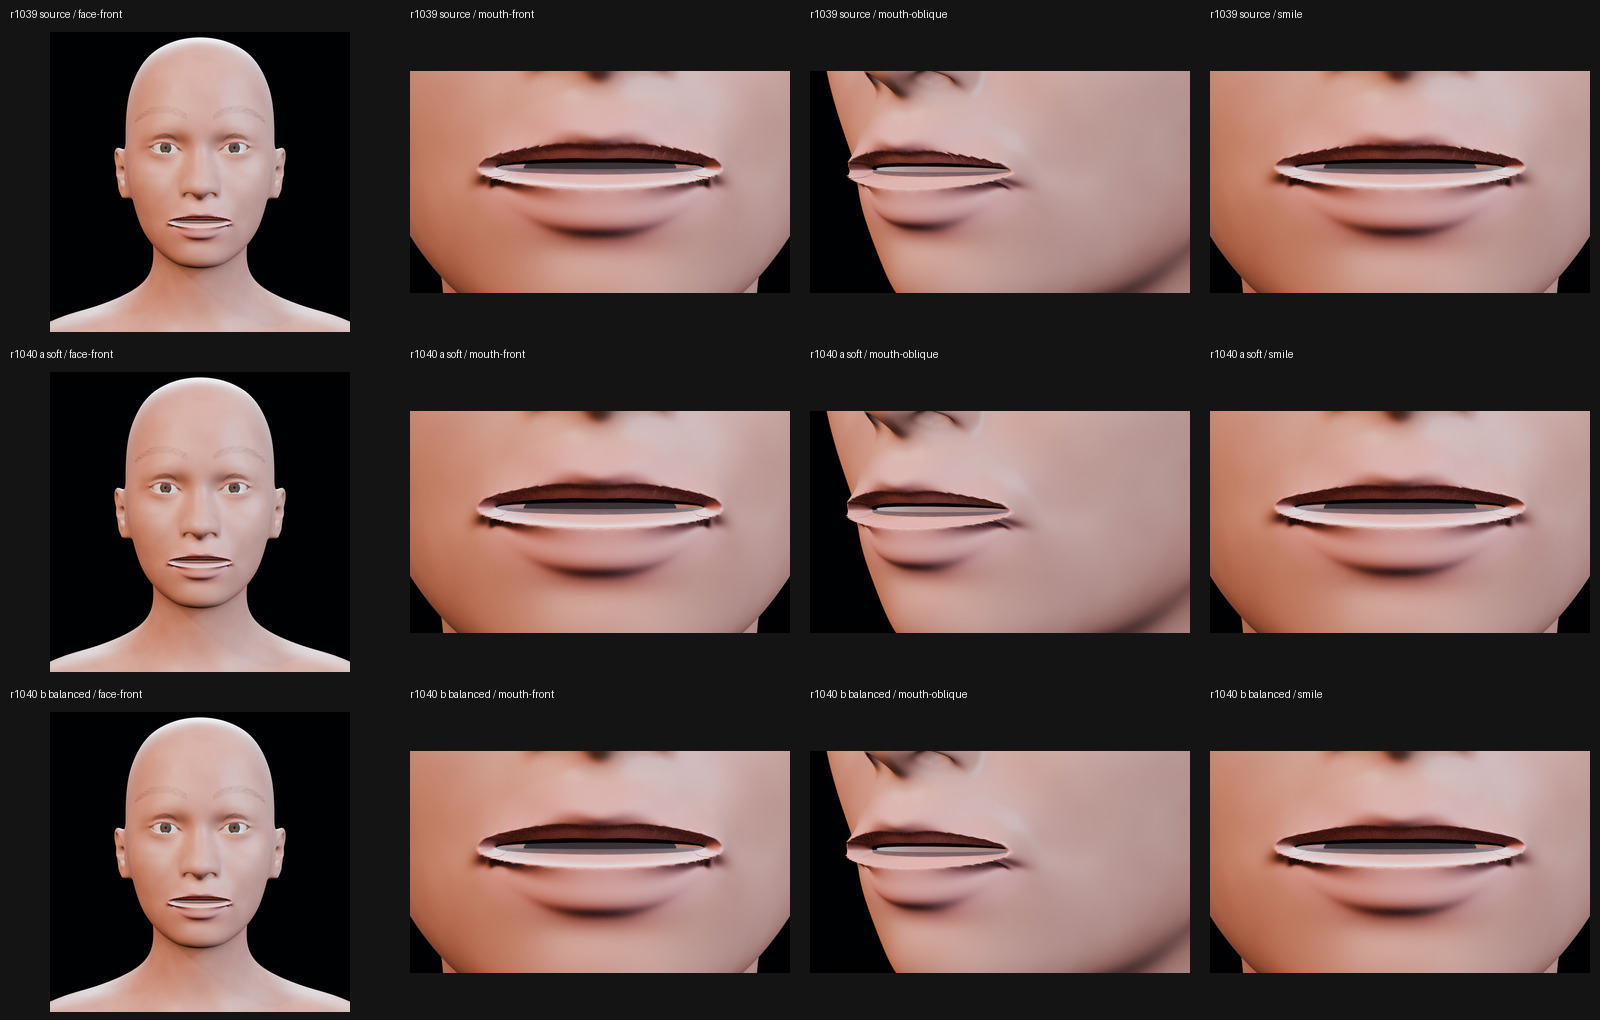 r1039 source / face-front
r1039 source / mouth-front
r1039 source / mouth-oblique
r1039 source / smile
r1040 a soft / face-front
r1040 a soft / mouth-front
r1040 a soft / mouth-oblique
r1040 a soft / smile
r1040 b balanced / face-front
r1040 b balanced / mouth-front
r1040 b balanced / mouth-oblique
r1040 b balanced / smile